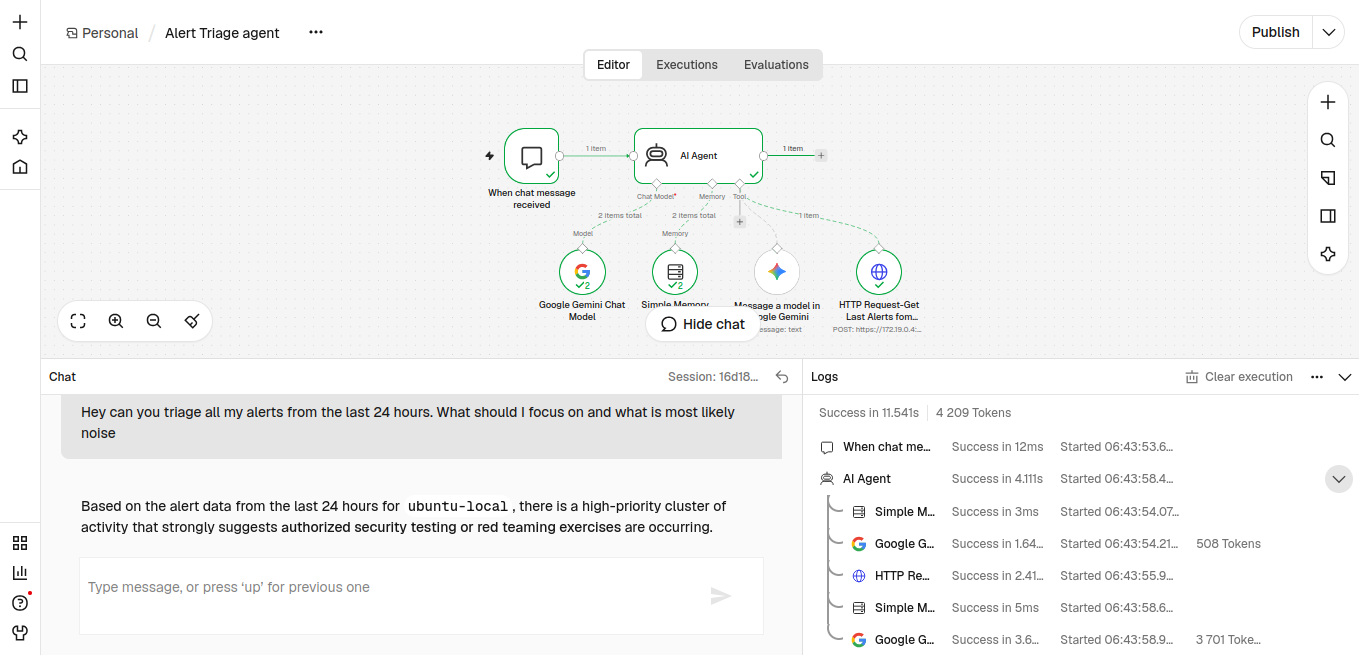 Personal / Alert Triage agent ...
Publish
Editor Executions Evaluations
1 item
AI Agent
1 item
When chat message received
Chat Model*
Memory
Tool
2 items total
2 items total
1 item
Model
Memory
2
2
Google Gemini Chat Model
Simple Memory
Message a model in
gle Gemini
essage: text
HTTP Request-Get
Last Alerts fom...
POST: https://172.19.0.4:...
Hide chat
Chat
Session: 16d18...
Hey can you triage all my alerts from the last 24 hours. What should I focus on and what is most likely
noise
Based on the alert data from the last 24 hours for ubuntu-local , there is a high-priority cluster of
activity that strongly suggests authorized security testing or red teaming exercises are occurring.
Type message, or press ‘up’ for previous one
Logs
Clear execution
Success in 11.541s 4 209 Tokens
When chat me... Success in 12ms Started 06:43:53.6...
AI Agent Success in 4.111s Started 06:43:58.4...
Simple M... Success in 3ms Started 06:43:54.07...
Google G... Success in 1.64... Started 06:43:54.21... 508 Tokens
HTTP Re... Success in 2.41... Started 06:43:55.9...
Simple M... Success in 5ms Started 06:43:58.6...
Google G... Success in 3.6... Started 06:43:58.9... 3 701 Toke...